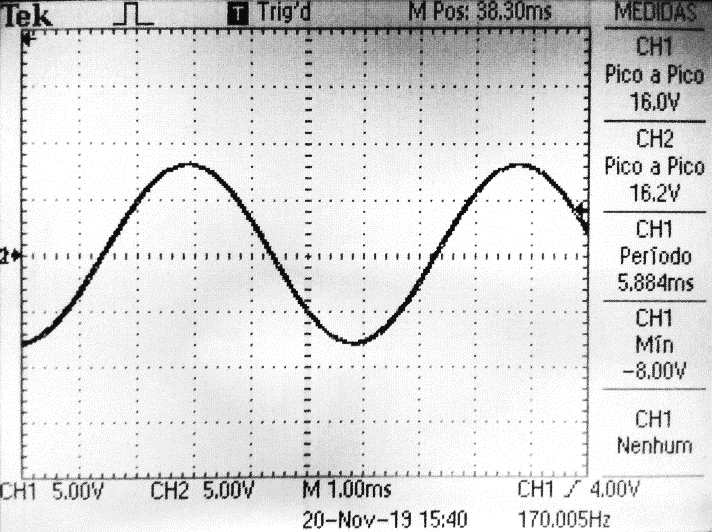 Tek T Trig'd M Pos: 38.30ms MEDIDAS
CH1
Pico a Pico
16.0V
CH2
Pico a Pico
16.2V
CH1
Período
5.884ms
CH1
Mín
-8.00V
CH1
Nenhum
2
CH1 5.00V CH2 5.00V M 1.00ms CH1 4.00V
20-Nov-19 15:40 170.005Hz